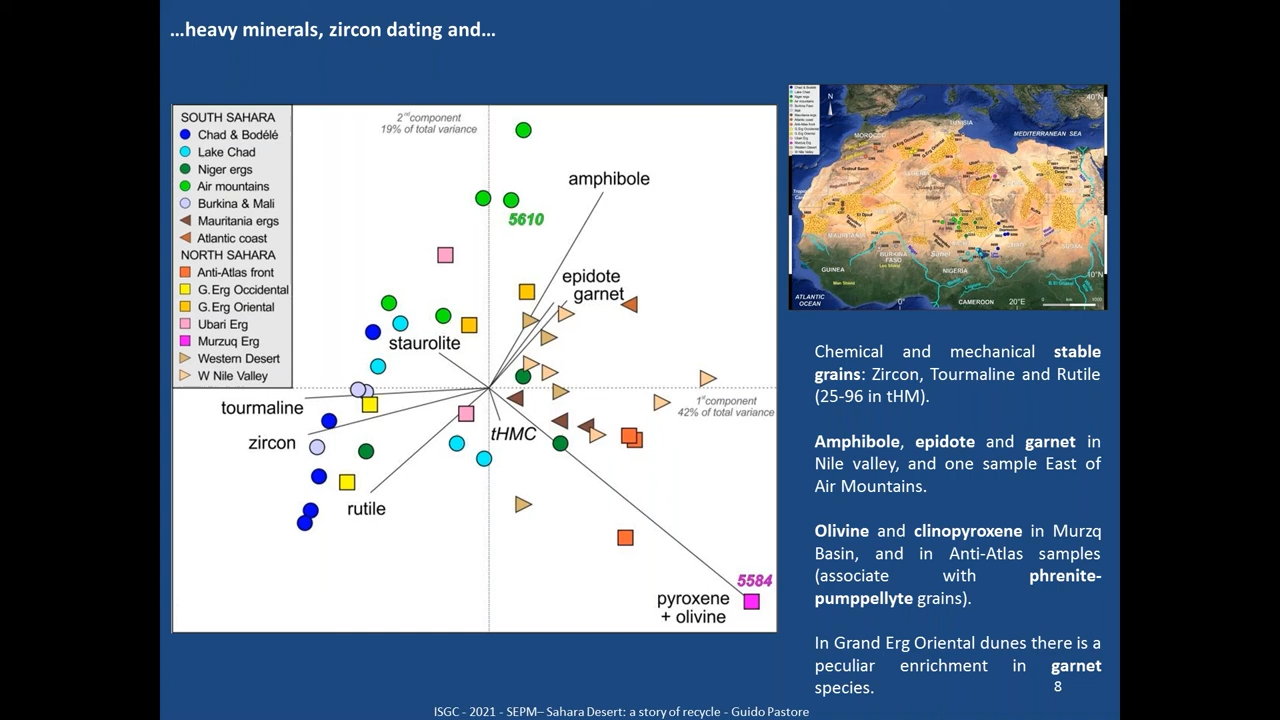 …heavy minerals, zircon dating and…
SOUTH SAHARA
Chad & Bodélé
Lake Chad
Niger ergs
Air mountains
Burkina & Mali
Mauritania ergs
Atlantic coast
NORTH SAHARA
Anti-Atlas front
G.Erg Occidental
G.Erg Oriental
Ubari Erg
Murzuq Erg
Western Desert
W Nile Valley
2nd component
19% of total variance
amphibole
5610
epidote
garnet
staurolite
tourmaline
1st component
42% of total variance
zircon
tHMC
rutile
5584
pyroxene
+ olivine
N
40°N
TUNISIA
MOROCCO
MEDITERRANEAN SEA
MAURITANIA
BURKINA
SUDAN
GUINEA
NIGERIA
10°N
ATLANTIC
OCEAN
0°
CAMEROON
20°E
Chemical and mechanical stable
grains: Zircon, Tourmaline and Rutile
(25-96 in tHM).
Amphibole, epidote and garnet in
Nile valley, and one sample East of
Air Mountains.
Olivine and clinopyroxene in Murzq
Basin, and in Anti-Atlas samples
(associate with phrenite-
pumppellyte grains).
In Grand Erg Oriental dunes there is a
peculiar enrichment in garnet
species.
8
ISGC - 2021 - SEPM– Sahara Desert: a story of recycle - Guido Pastore